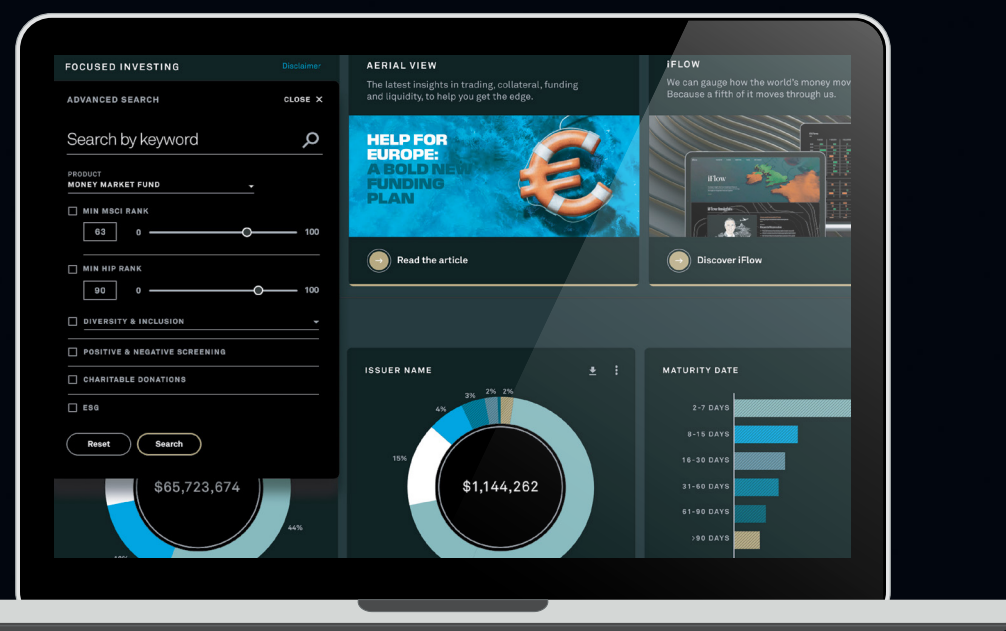 FOCUSED INVESTING
Disclaimer
ADVANCED SEARCH
CLOSE X
Search by keyword
PRODUCT
MONEY MARKET FUND
MIN MSCI RANK
63
0
100
MIN HIP RANK
90
0
100
DIVERSITY & INCLUSION
POSITIVE & NEGATIVE SCREENING
CHARITABLE DONATIONS
ESG
Reset
Search
$65,723,674
44%
AERIAL VIEW
The latest insights in trading, collateral, funding
and liquidity, to help you get the edge.
HELP FOR
EUROPE:
A BOLD NEW
FUNDING
PLAN
Read the article
iFLOW
We can gauge how the world's money mov
Because a fifth of it moves through us.
iFlow
iFlow Insights
Discover iFlow
ISSUER NAME
4%
3%
2%
2%
15%
$1,144,262
MATURITY DATE
2-7 DAYS
8-15 DAYS
16-30 DAYS
31-60 DAYS
61-90 DAYS
>90 DAYS